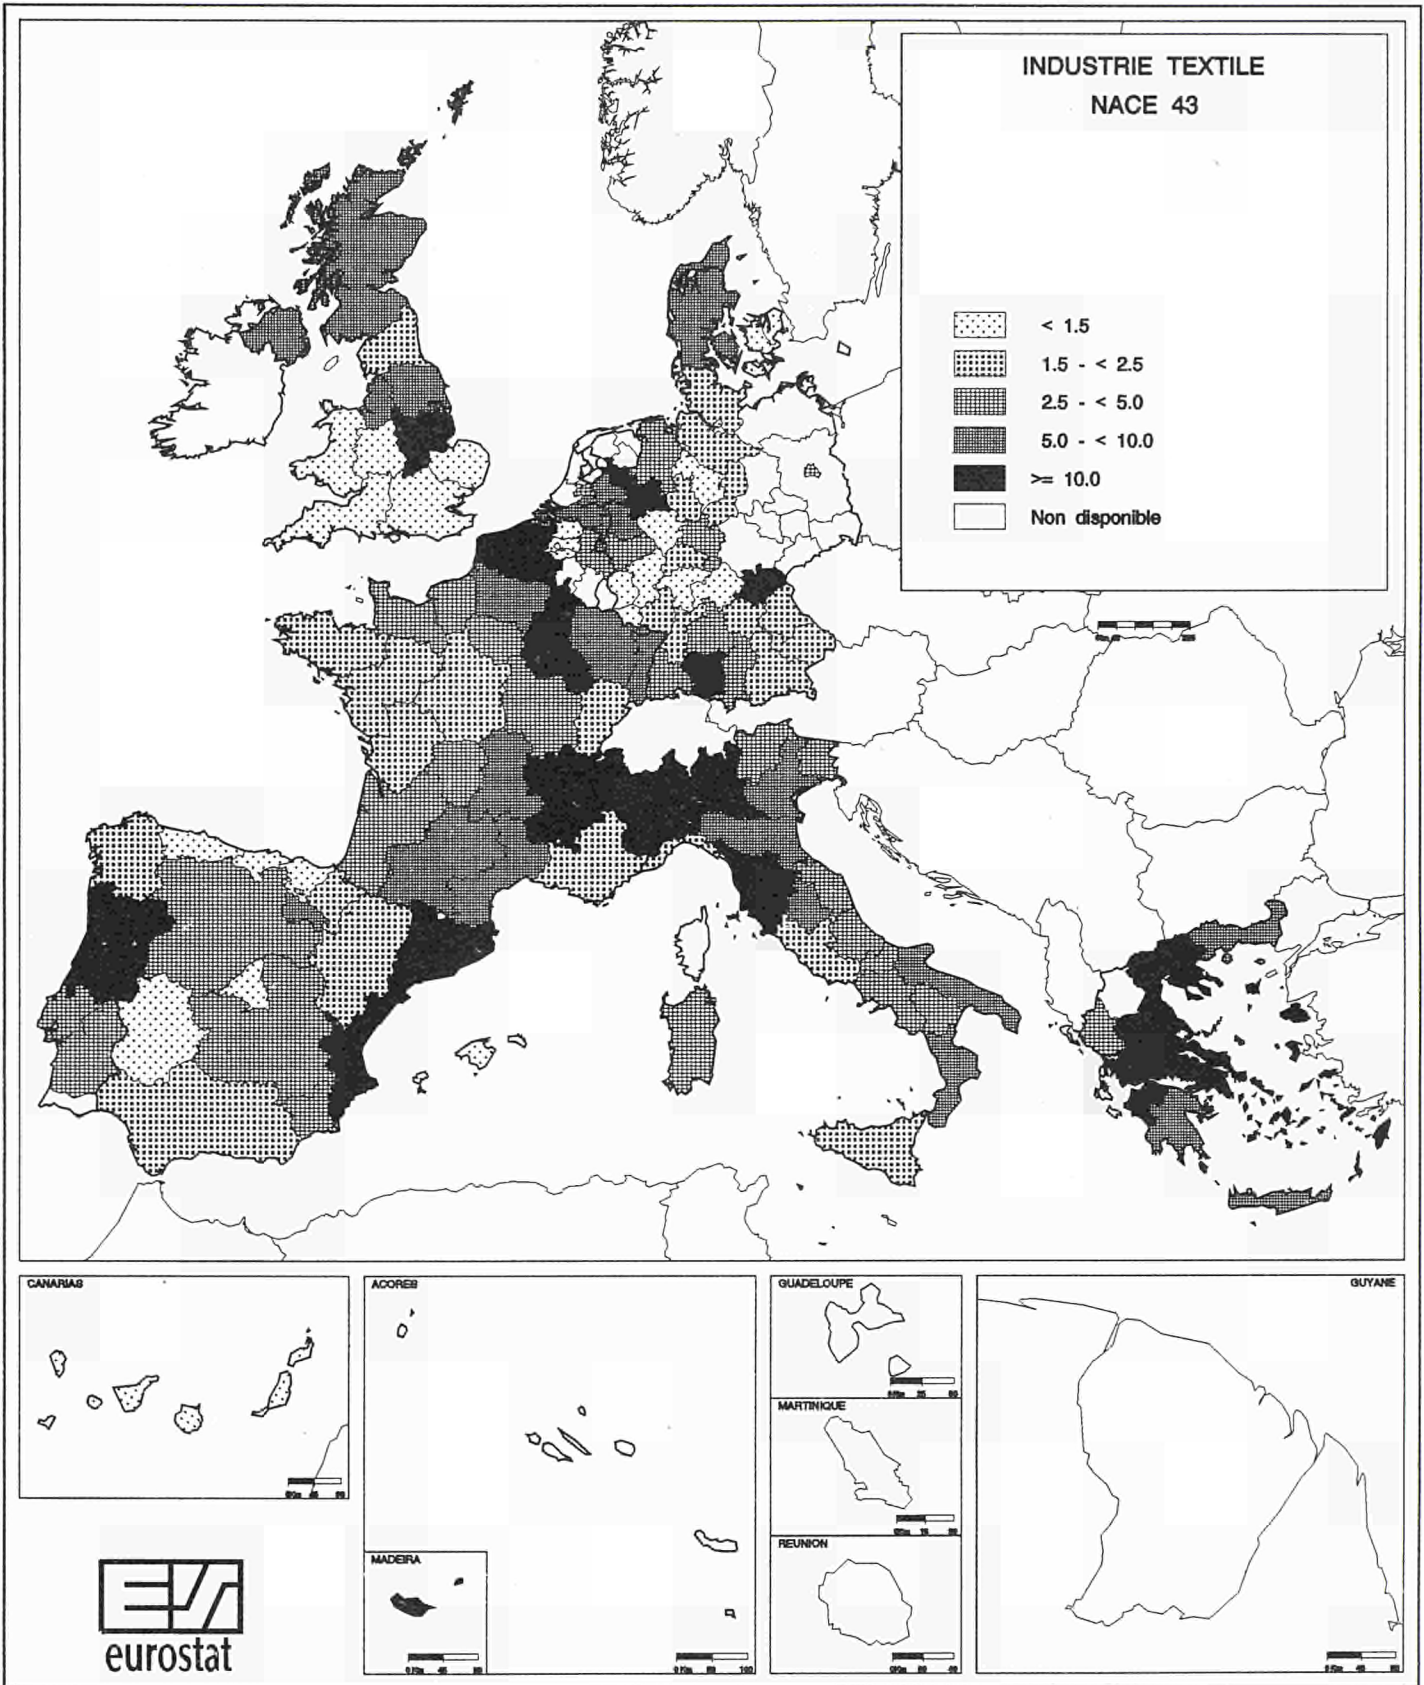 INDUSTRIE TEXTILE
NACE 43
< 1.5
1.5 - < 2.5
2.5 - < 5.0
5.0 - < 10.0
>= 10.0
Non disponible
CANARIAS
ACORES
MADEIRA
GUADELOUPE
MARTINIQUE
REUNION
GUYANE
eurostat